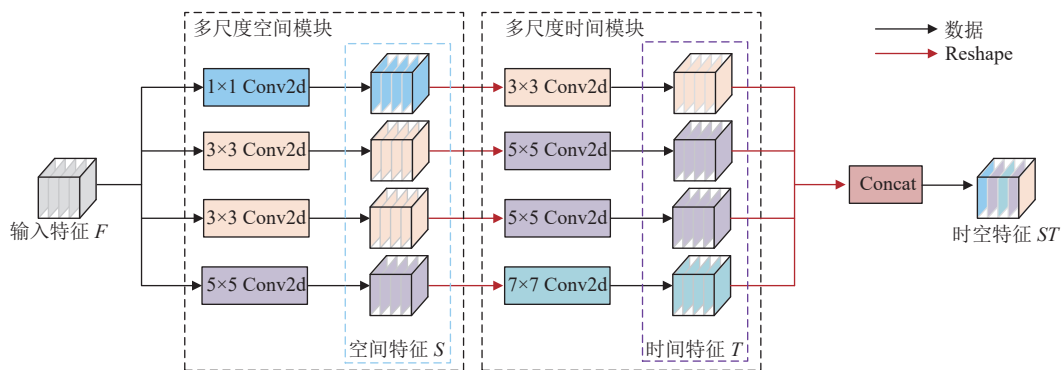 多尺度空间模块
多尺度时间模块
数据
Reshape
1×1 Conv2d
3×3 Conv2d
3×3 Conv2d
5×5 Conv2d
3×3 Conv2d
5×5 Conv2d
5×5 Conv2d
7×7 Conv2d
Concat
输入特征 F
时空特征 ST
空间特征 S
时间特征 T